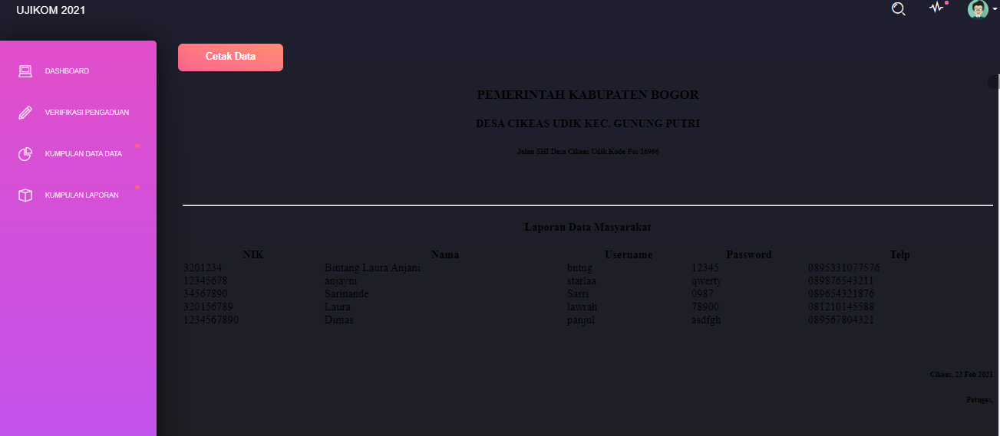 UJIKOM 2021
Cetak Data
DASHBOARD
VERIFIKASI PENGADUAN
KUMPULAN DATA DATA
KUMPULAN LAPORAN
PEMERINTAH KABUPATEN BOGOR
DESA CIKEAS UDIK KEC. GUNUNG PUTRI
Jalan SHI Desa Cikeas Udik Kode Pos 16966
Laporan Data Masyarakat
NIK Nama Username Password Telp
3201234 Bintang Laura Anjani bntng 12345 0895331077576
12345678 anjayni starlaa qwerty 089876543211
34567890 Sarinande Sarri 0987 089654321876
320156789 Laura lawrah 78900 081210145588
1234567890 Dimas panjul asdfgh 089567804321
Cikeas, 22 Feb 2021
Petugas,